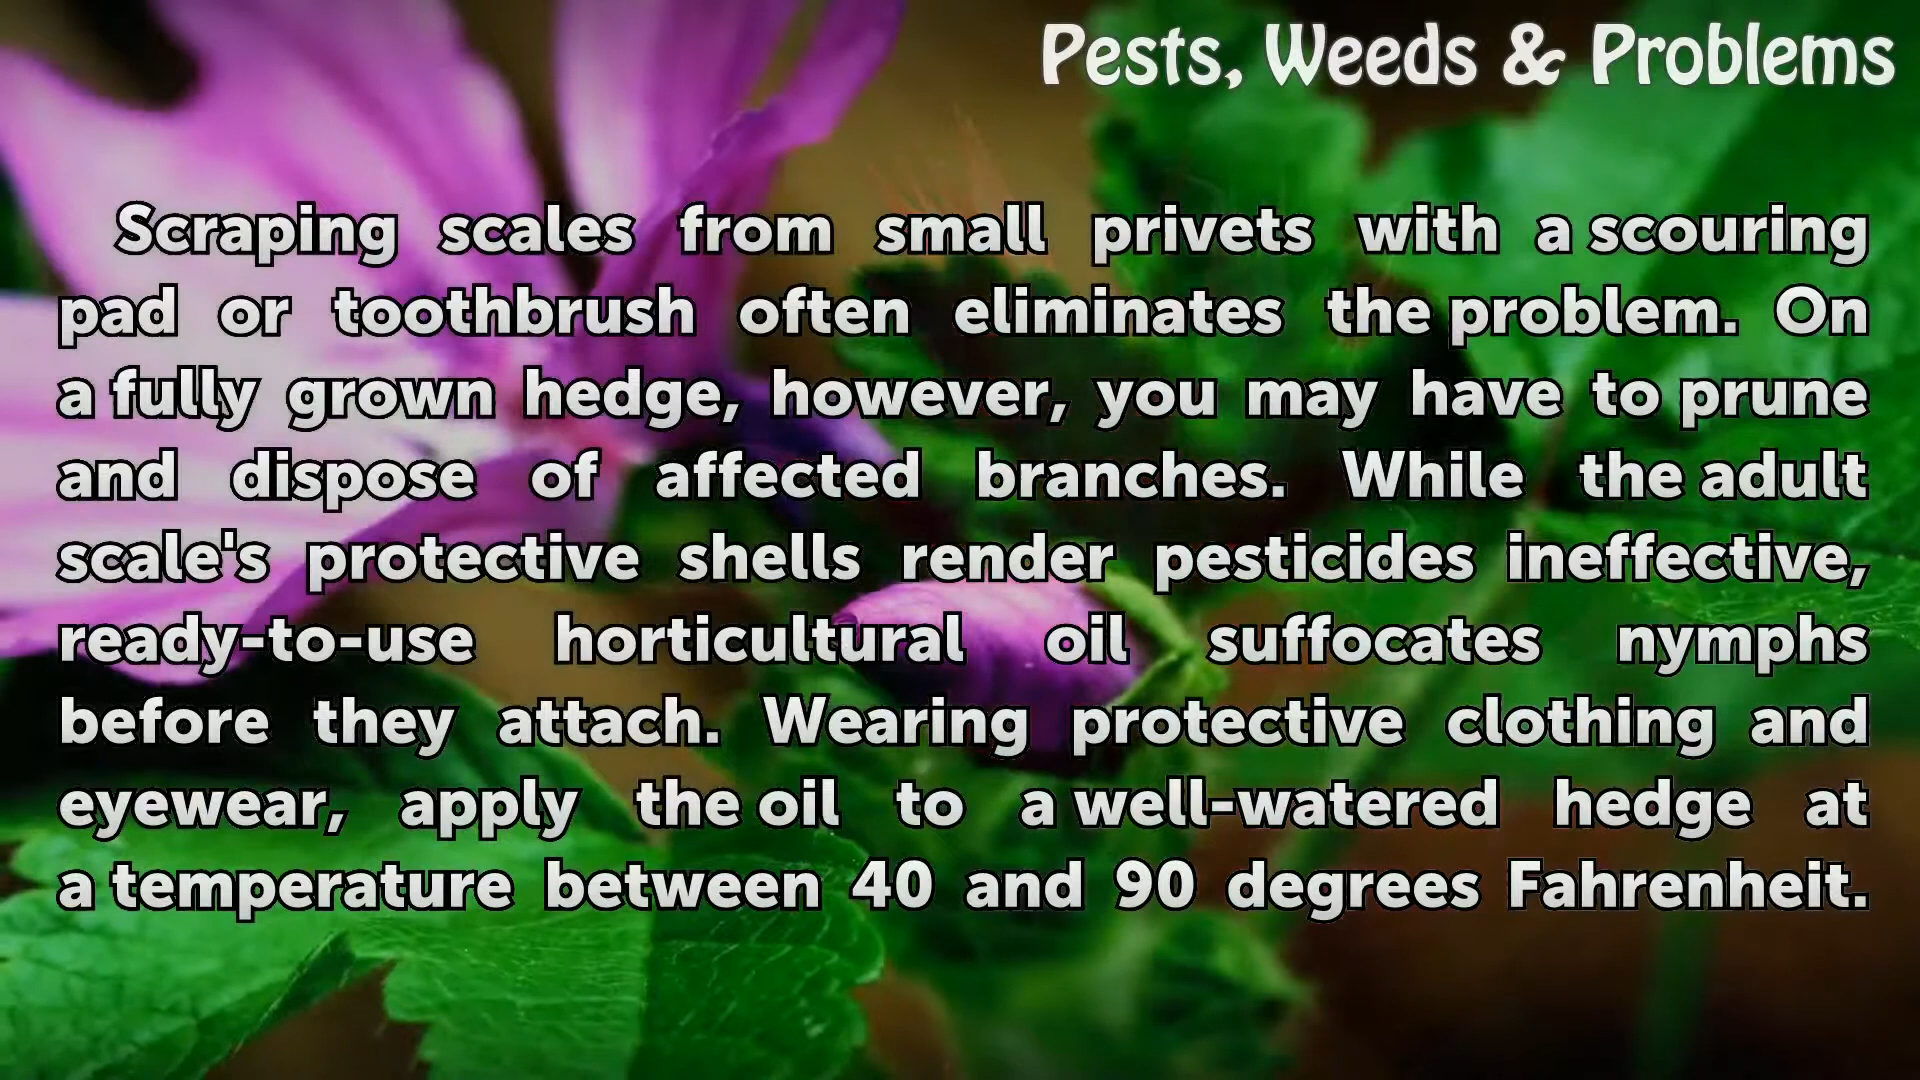 Pests, Weeds & Problems
Scraping scales from small privets with a scouring
pad or toothbrush often eliminates the problem. On
a fully grown hedge, however, you may have to prune
and dispose of affected branches. While the adult
scale's protective shells render pesticides ineffective,
ready-to-use horticultural oil suffocates nymphs
before they attach. Wearing protective clothing and
eyewear, apply the oil to a well-watered hedge at
a temperature between 40 and 90 degrees Fahrenheit.